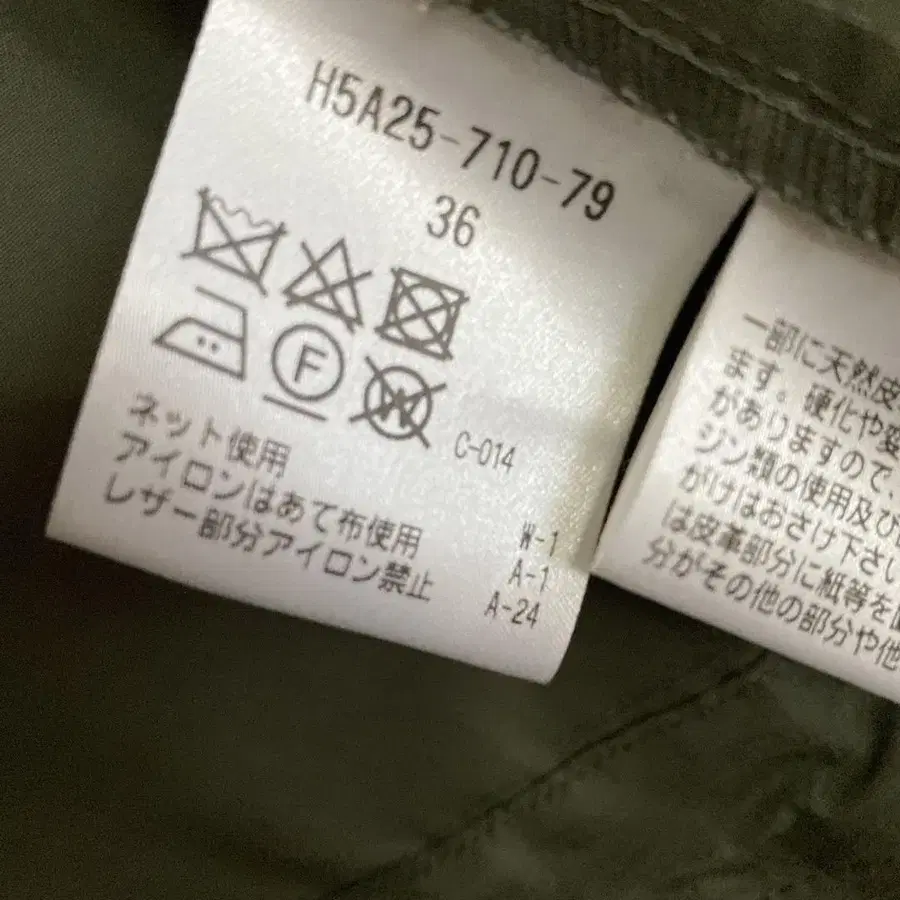 H5A25-710-79
36
F
W
C-014
ネット使用
アイロンはあて布使用
レザー部分アイロン禁止
W-1
A-1
A-24
一部に天然皮
ます。硬化や変
がありますので、
ジン類の使用及び
がけはおさけ下さい
は皮革部分に紙等を
分がその他の部分や他